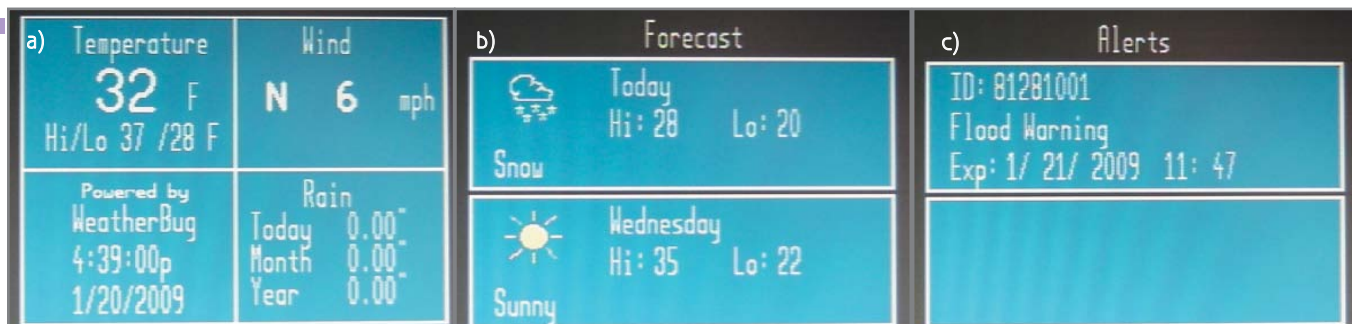 a)
Temperature
32 F
Hi/Lo 37 /28 F
Wind
N 6 mph
Powered by
WeatherBug
4:39:00p
1/20/2009
Rain
Today 0.00"
Month 0.00"
Year 0.00"
b)
Forecast
Today
Hi: 28 Lo: 20
Snow
Wednesday
Hi: 35 Lo: 22
Sunny
c)
Alerts
ID: 81281001
Flood Warning
Exp: 1/ 21/ 2009 11: 47